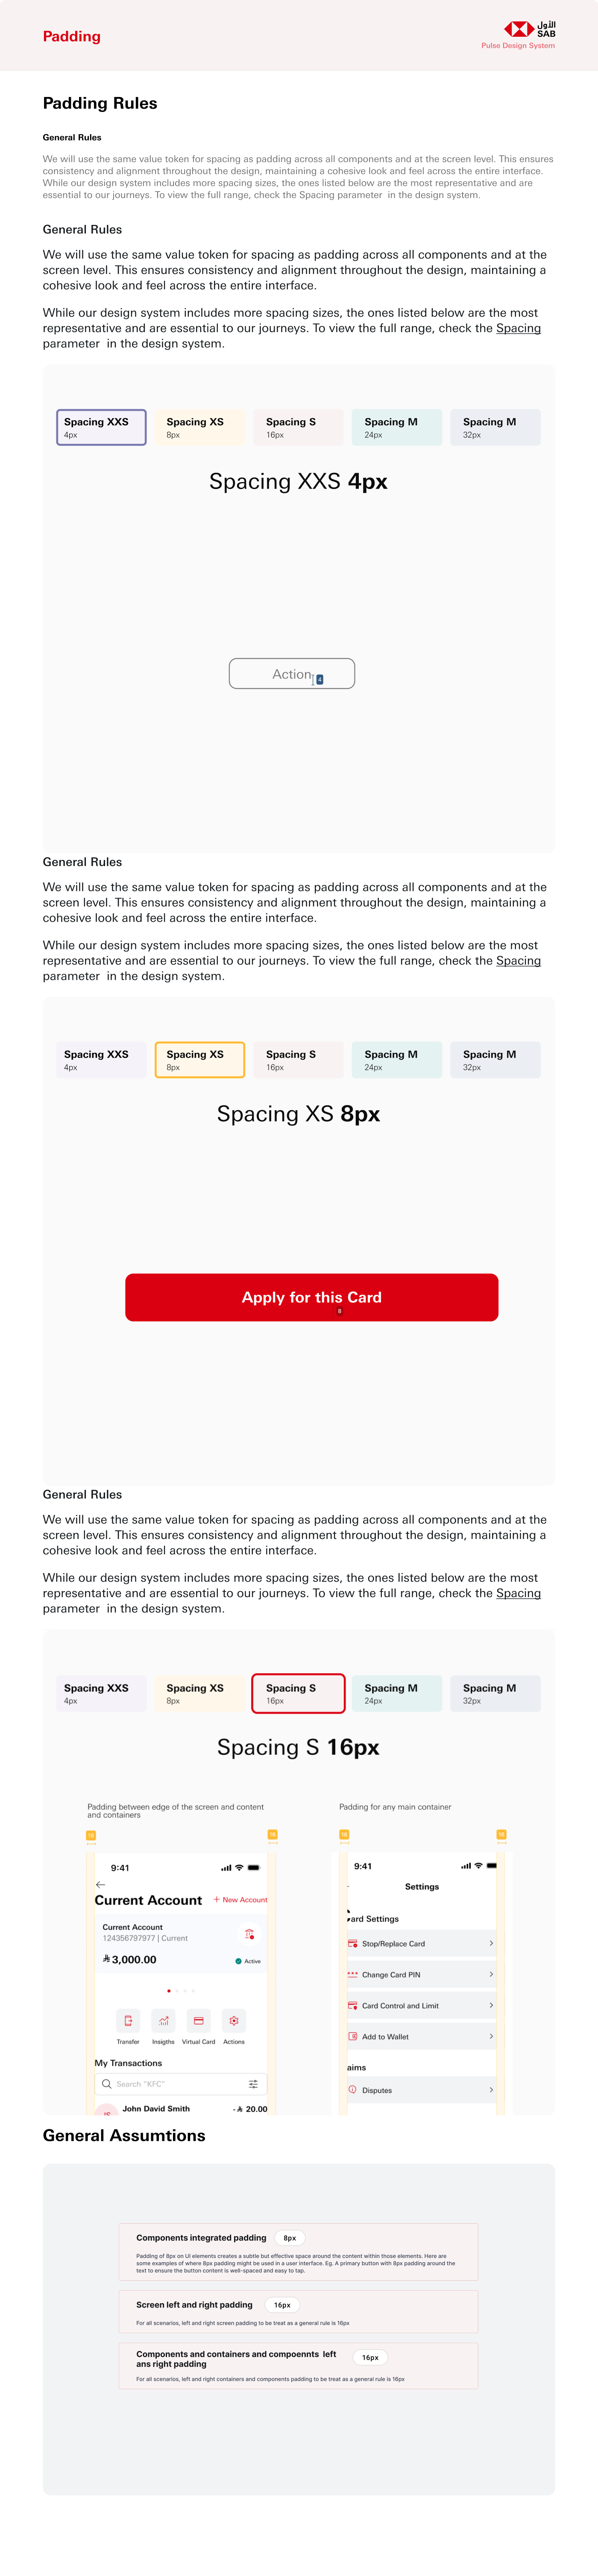 Padding
الأول
SAB
Pulse Design System
Padding Rules
General Rules
We will use the same value token for spacing as padding across all components and at the screen level. This ensures
consistency and alignment throughout the design, maintaining a cohesive look and feel across the entire interface.
While our design system includes more spacing sizes, the ones listed below are the most representative and are
essential to our journeys. To view the full range, check the Spacing parameter in the design system.
General Rules
We will use the same value token for spacing as padding across all components and at the
screen level. This ensures consistency and alignment throughout the design, maintaining a
cohesive look and feel across the entire interface.
While our design system includes more spacing sizes, the ones listed below are the most
representative and are essential to our journeys. To view the full range, check the Spacing
parameter in the design system.
Spacing XXS Spacing XS Spacing S Spacing M Spacing M
4px 8px 16px 24px 32px
Spacing XXS 4px
Action
4
General Rules
We will use the same value token for spacing as padding across all components and at the
screen level. This ensures consistency and alignment throughout the design, maintaining a
cohesive look and feel across the entire interface.
While our design system includes more spacing sizes, the ones listed below are the most
representative and are essential to our journeys. To view the full range, check the Spacing
parameter in the design system.
Spacing XXS Spacing XS Spacing S Spacing M Spacing M
4px 8px 16px 24px 32px
Spacing XS 8px
Apply for this Card
8
General Rules
We will use the same value token for spacing as padding across all components and at the
screen level. This ensures consistency and alignment throughout the design, maintaining a
cohesive look and feel across the entire interface.
While our design system includes more spacing sizes, the ones listed below are the most
representative and are essential to our journeys. To view the full range, check the Spacing
parameter in the design system.
Spacing XXS Spacing XS Spacing S Spacing M Spacing M
4px 8px 16px 24px 32px
Spacing S 16px
Padding between edge of the screen and content
and containers
16 16
9:41
Current Account + New Account
Current Account
124356797977 | Current
3,000.00 Active
Transfer Insigths Virtual Card Actions
My Transactions
Search "KFC"
John David Smith - 20.00
Padding for any main container
16 16
9:41
Settings
ard Settings
Stop/Replace Card
Change Card PIN
Card Control and Limit
Add to Wallet
aims
Disputes
General Assumtions
Components integrated padding 8px
Padding of 8px on UI elements creates a subtle but effective space around the content within those elements. Here are
some examples of where 8px padding might be used in a user interface. Eg. A primary button with 8px padding around the
text to ensure the button content is well-spaced and easy to tap.
Screen left and right padding 16px
For all scenarios, left and right screen padding to be treat as a general rule is 16px
Components and containers and compoennts left
ans right padding 16px
For all scenarios, left and right containers and components padding to be treat as a general rule is 16px